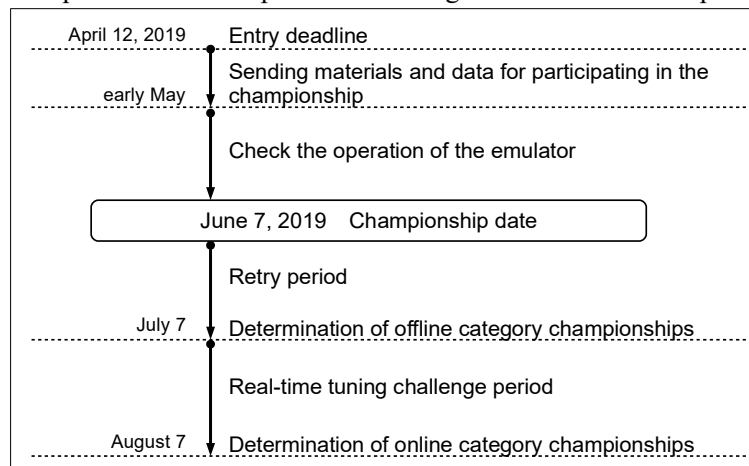 April 12, 2019 Entry deadline
Sending materials and data for participating in the
championship
early May
Check the operation of the emulator
June 7, 2019 Championship date
Retry period
July 7 Determination of offline category championships
Real-time tuning challenge period
August 7 Determination of online category championships